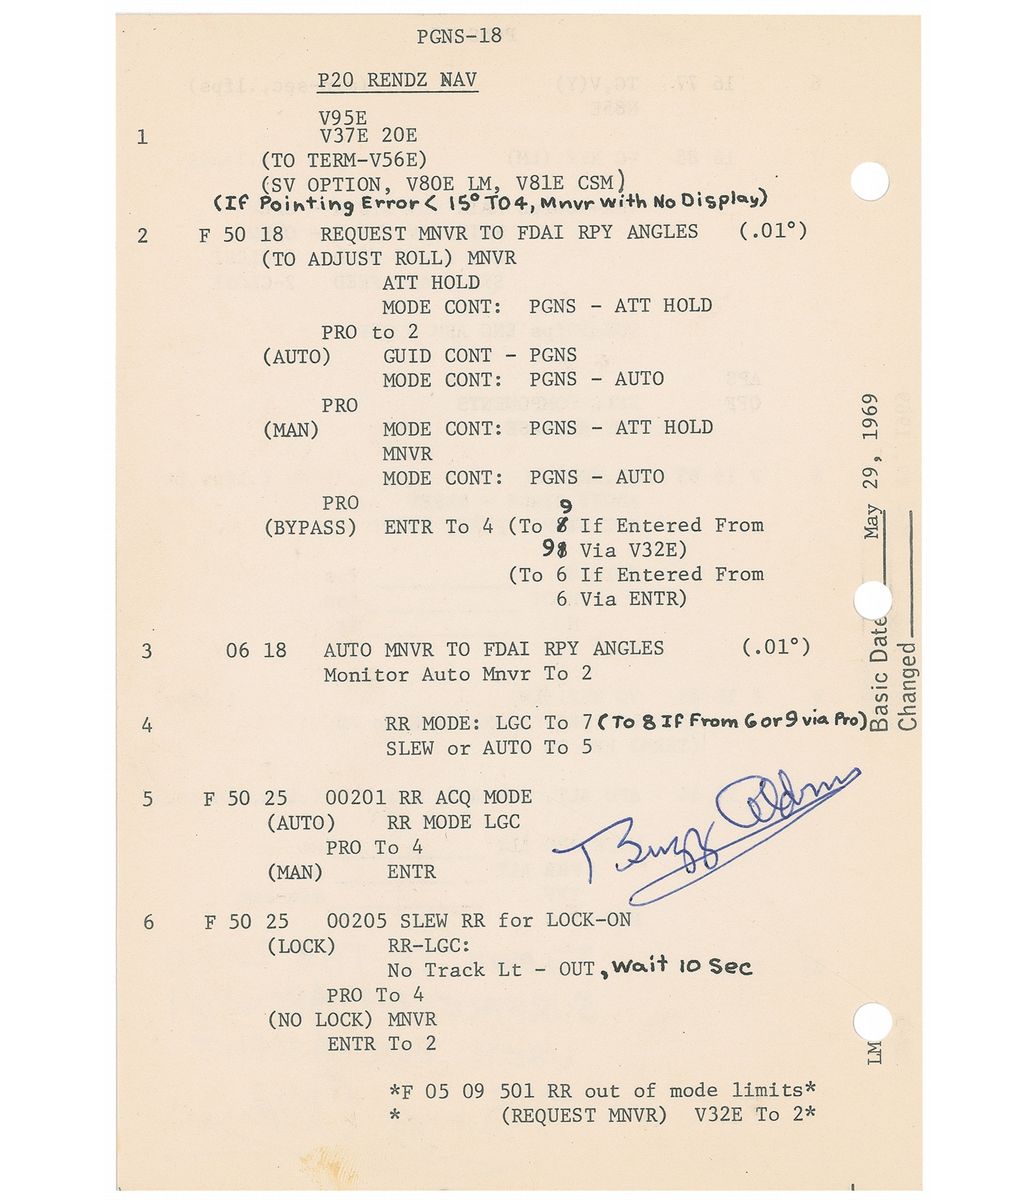 PGNS-18
P20 RENDZ NAV
V95E
1 V37E 20E
(TO TERM-V56E)
(SV OPTION, V80E LM, V81E CSM)
(If Pointing Error < 15° TO 4, Mnvr with No Display)
2 F 50 18 REQUEST MNVR TO FDAI RPY ANGLES (.01°)
(TO ADJUST ROLL) MNVR
ATT HOLD
MODE CONT: PGNS - ATT HOLD
PRO to 2
(AUTO) GUID CONT - PGNS
MODE CONT: PGNS - AUTO
PRO
(MAN) MODE CONT: PGNS - ATT HOLD
MNVR
MODE CONT: PGNS - AUTO
PRO
9
(BYPASS) ENTR To 4 (To 8 If Entered From
9 8 Via V32E)
(To 6 If Entered From
6 Via ENTR)
3 06 18 AUTO MNVR TO FDAI RPY ANGLES (.01°)
Monitor Auto Mnvr To 2
4 RR MODE: LGC To 7 (To 8 If From 6 or 9 via Pro)
SLEW or AUTO To 5
5 F 50 25 00201 RR ACQ MODE
(AUTO) RR MODE LGC
PRO To 4
(MAN) ENTR
Buzz Aldrin
6 F 50 25 00205 SLEW RR for LOCK-ON
(LOCK) RR-LGC:
No Track Lt - OUT, Wait 10 Sec
PRO To 4
(NO LOCK) MNVR
ENTR To 2
*F 05 09 501 RR out of mode limits*
* (REQUEST MNVR) V32E To 2*
LM Basic Date May 29, 1969
Changed